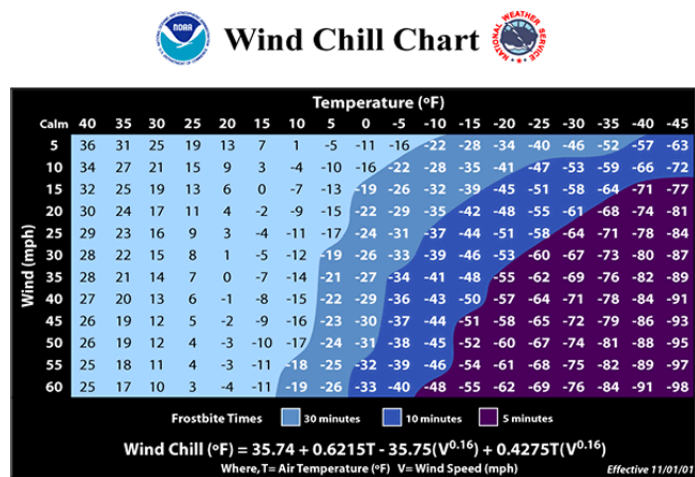 NOAA
Wind Chill Chart
NATIONAL WEATHER SERVICE
Temperature (ºF)
Calm 40 35 30 25 20 15 10 5 0 -5 -10 -15 -20 -25 -30 -35 -40 -45
Wind (mph)
5 36 31 25 19 13 7 1 -5 -11 -16 -22 -28 -34 -40 -46 -52 -57 -63
10 34 27 21 15 9 3 -4 -10 -16 -22 -28 -35 -41 -47 -53 -59 -66 -72
15 32 25 19 13 6 0 -7 -13 -19 -26 -32 -39 -45 -51 -58 -64 -71 -77
20 30 24 17 11 4 -2 -9 -15 -22 -29 -35 -42 -48 -55 -61 -68 -74 -81
25 29 23 16 9 3 -4 -11 -17 -24 -31 -37 -44 -51 -58 -64 -71 -78 -84
30 28 22 15 8 1 -5 -12 -19 -26 -33 -39 -46 -53 -60 -67 -73 -80 -87
35 28 21 14 7 0 -7 -14 -21 -27 -34 -41 -48 -55 -62 -69 -76 -82 -89
40 27 20 13 6 -1 -8 -15 -22 -29 -36 -43 -50 -57 -64 -71 -78 -84 -91
45 26 19 12 5 -2 -9 -16 -23 -30 -37 -44 -51 -58 -65 -72 -79 -86 -93
50 26 19 12 4 -3 -10 -17 -24 -31 -38 -45 -52 -60 -67 -74 -81 -88 -95
55 25 18 11 4 -3 -11 -18 -25 -32 -39 -46 -54 -61 -68 -75 -82 -89 -97
60 25 17 10 3 -4 -11 -19 -26 -33 -40 -48 -55 -62 -69 -76 -84 -91 -98
Frostbite Times 30 minutes 10 minutes 5 minutes
Wind Chill (ºF) = 35.74 + 0.6215T - 35.75(V0.16) + 0.4275T(V0.16)
Where, T= Air Temperature (ºF) V= Wind Speed (mph)
Effective 11/01/01